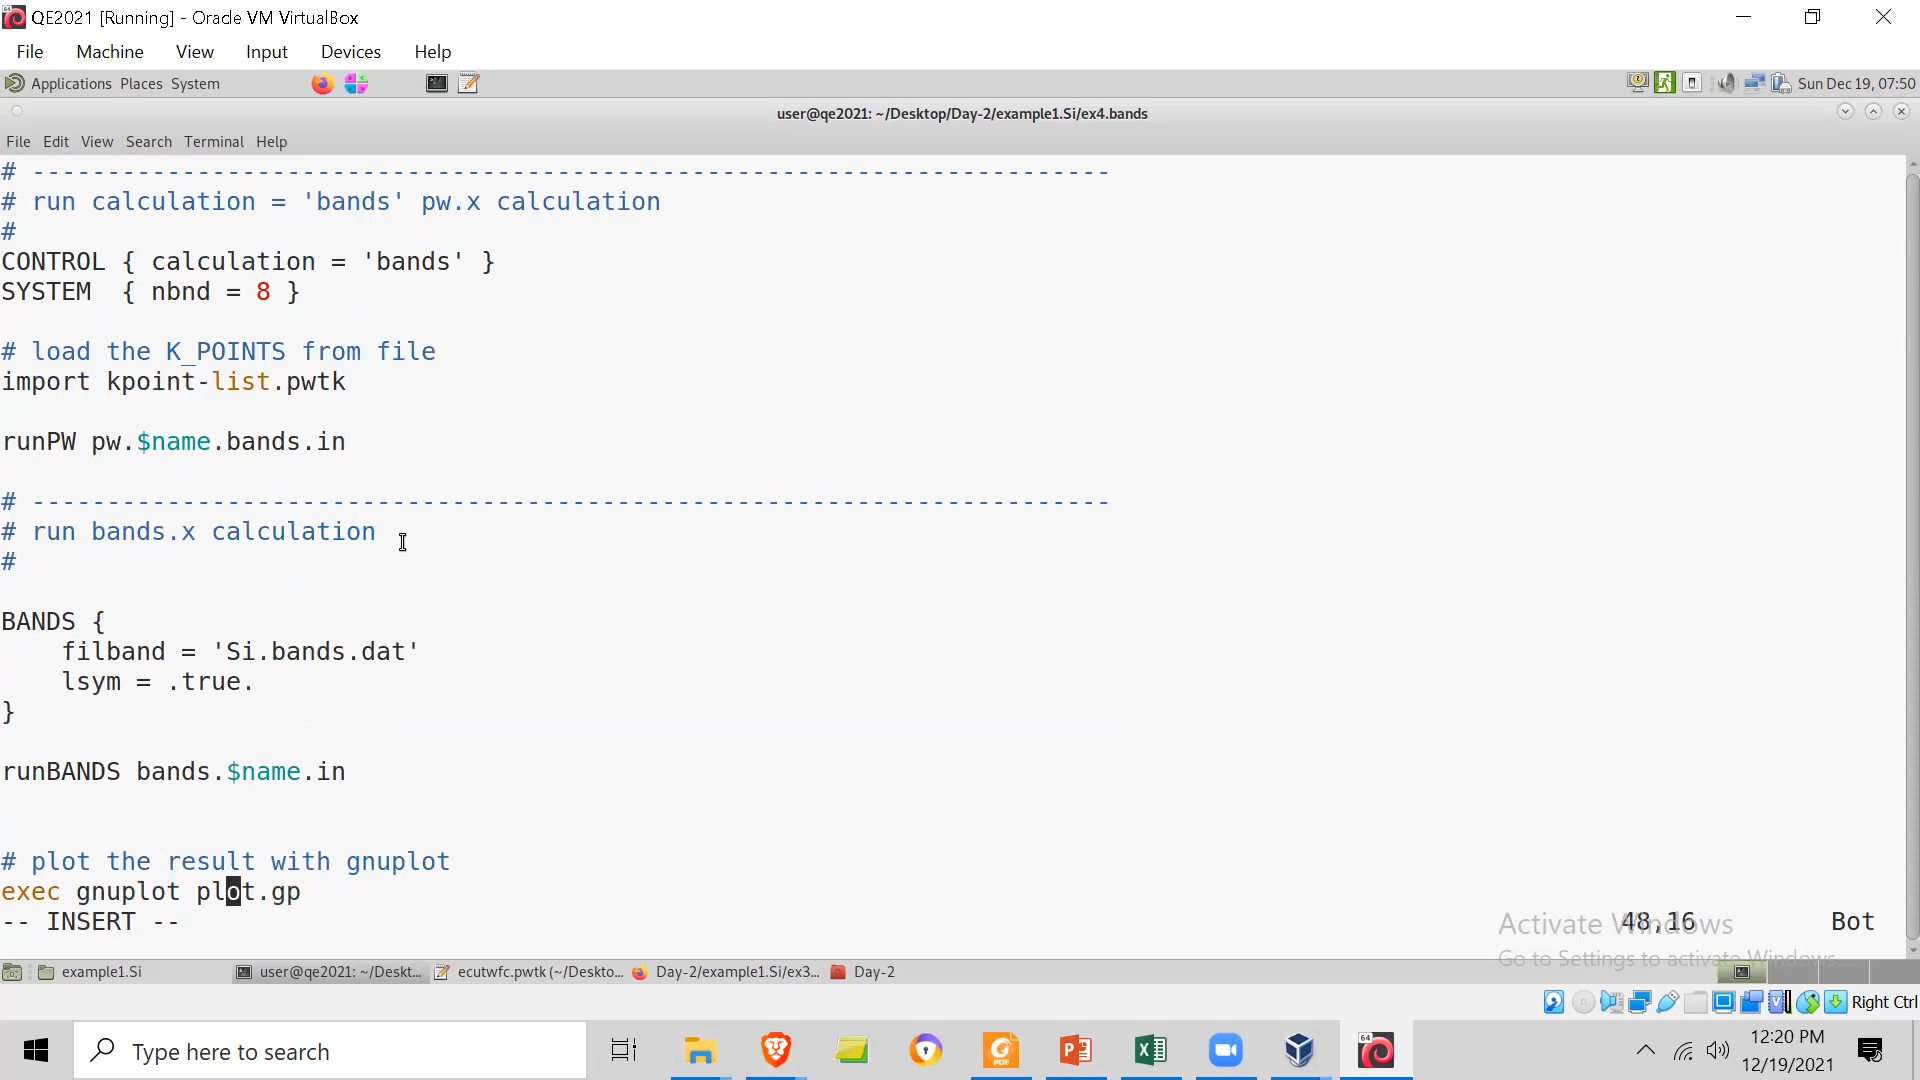 QE2021 [Running] - Oracle VM VirtualBox
File Machine View Input Devices Help
Applications Places System
Sun Dec 19, 07:50
user@qe2021: ~/Desktop/Day-2/example1.Si/ex4.bands
File Edit View Search Terminal Help
# ------------------------------------------------------------------------
# run calculation = 'bands' pw.x calculation
#
CONTROL { calculation = 'bands' }
SYSTEM  { nbnd = 8 }
# load the K_POINTS from file
import kpoint-list.pwtk
runPW pw.$name.bands.in
# ------------------------------------------------------------------------
# run bands.x calculation
#
BANDS {
    filband = 'Si.bands.dat'
    lsym = .true.
}
runBANDS bands.$name.in
# plot the result with gnuplot
exec gnuplot plot.gp
-- INSERT --
48,16
Bot
Activate Windows
Go to Settings to activate Windows.
example1.Si
user@qe2021: ~/Deskt...
ecutwfc.pwtk (~/Deskto...
Day-2/example1.Si/ex3...
Day-2
Right Ctrl
Type here to search
12:20 PM
12/19/2021